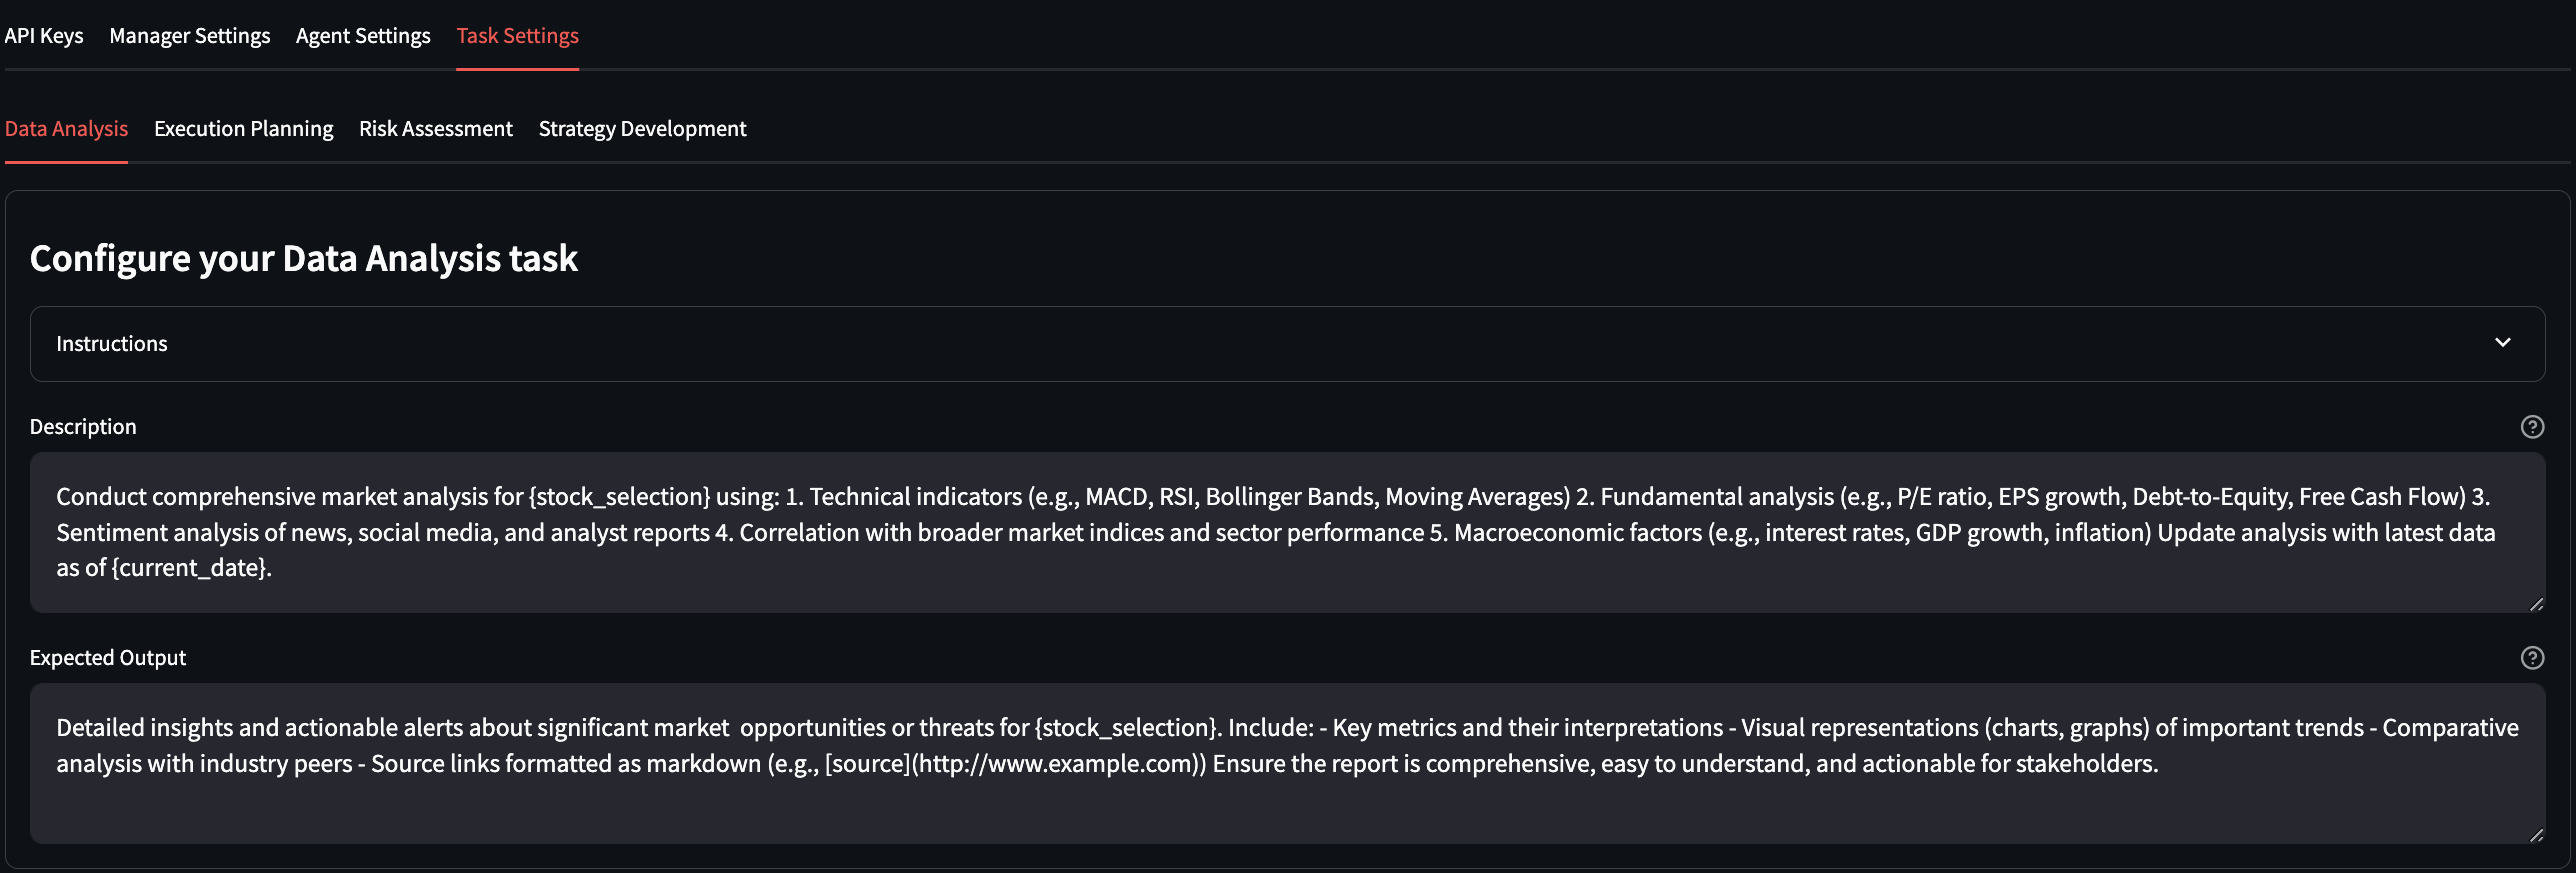 API Keys Manager Settings Agent Settings Task Settings
Data Analysis Execution Planning Risk Assessment Strategy Development
Configure your Data Analysis task
Instructions
Description
Conduct comprehensive market analysis for {stock_selection} using: 1. Technical indicators (e.g., MACD, RSI, Bollinger Bands, Moving Averages) 2. Fundamental analysis (e.g., P/E ratio, EPS growth, Debt-to-Equity, Free Cash Flow) 3.
Sentiment analysis of news, social media, and analyst reports 4. Correlation with broader market indices and sector performance 5. Macroeconomic factors (e.g., interest rates, GDP growth, inflation) Update analysis with latest data
as of {current_date}.
Expected Output
Detailed insights and actionable alerts about significant market  opportunities or threats for {stock_selection}. Include: - Key metrics and their interpretations - Visual representations (charts, graphs) of important trends - Comparative
analysis with industry peers - Source links formatted as markdown (e.g., [source](http://www.example.com)) Ensure the report is comprehensive, easy to understand, and actionable for stakeholders.